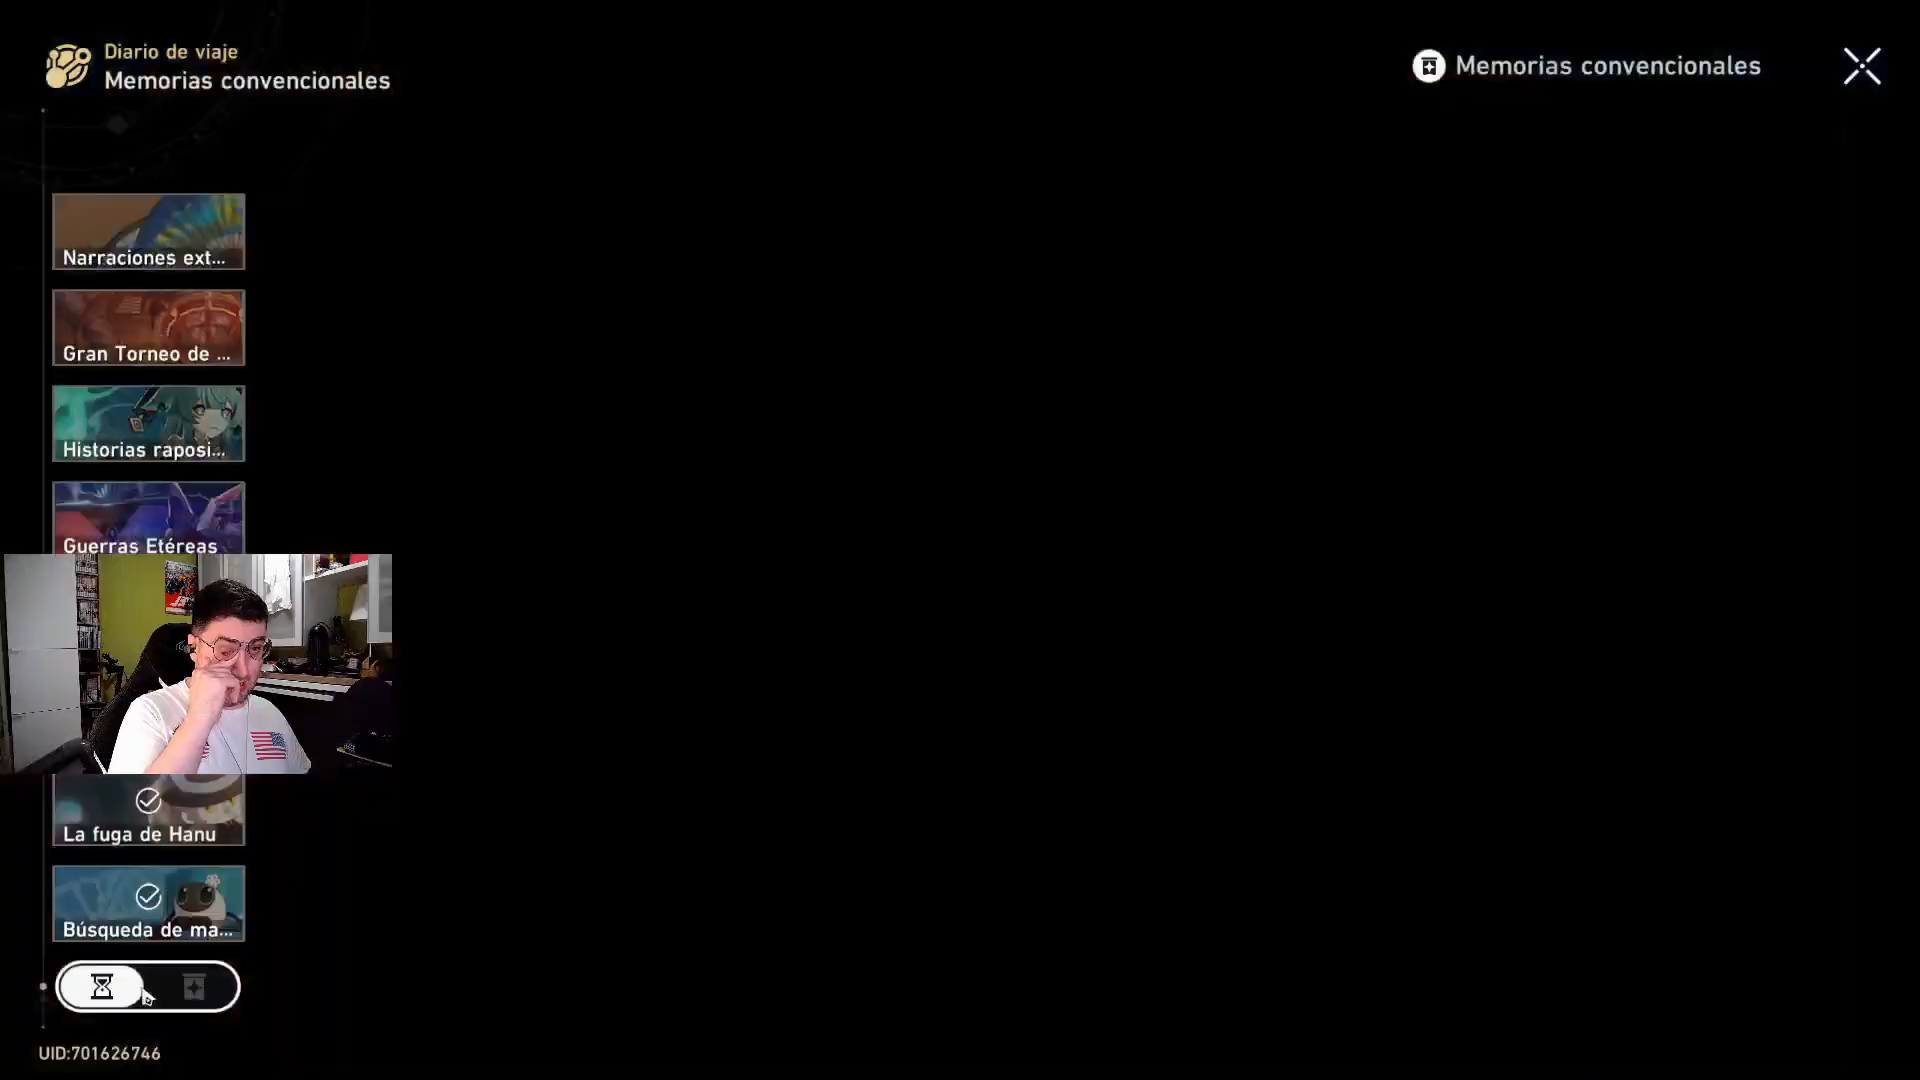 Diario de viaje
Memorias convencionales
Memorias convencionales
Narraciones ext...
Gran Torneo de ...
Historias raposi...
Guerras Etéreas
La fuga de Hanu
Búsqueda de ma...
UID:701626746